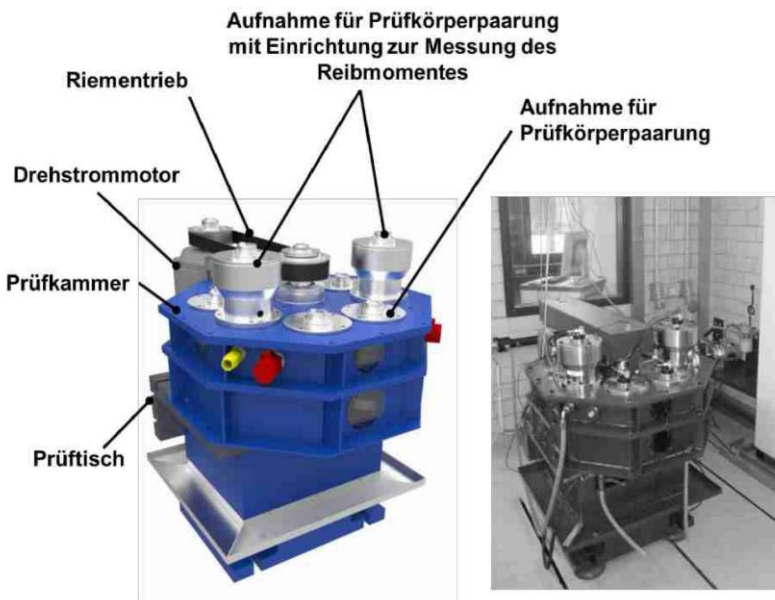 Aufnahme für Prüfkörperpaarung
mit Einrichtung zur Messung des
Reibmomentes
Riementrieb
Aufnahme für
Prüfkörperpaarung
Drehstrommotor
Prüfkammer
Prüftisch